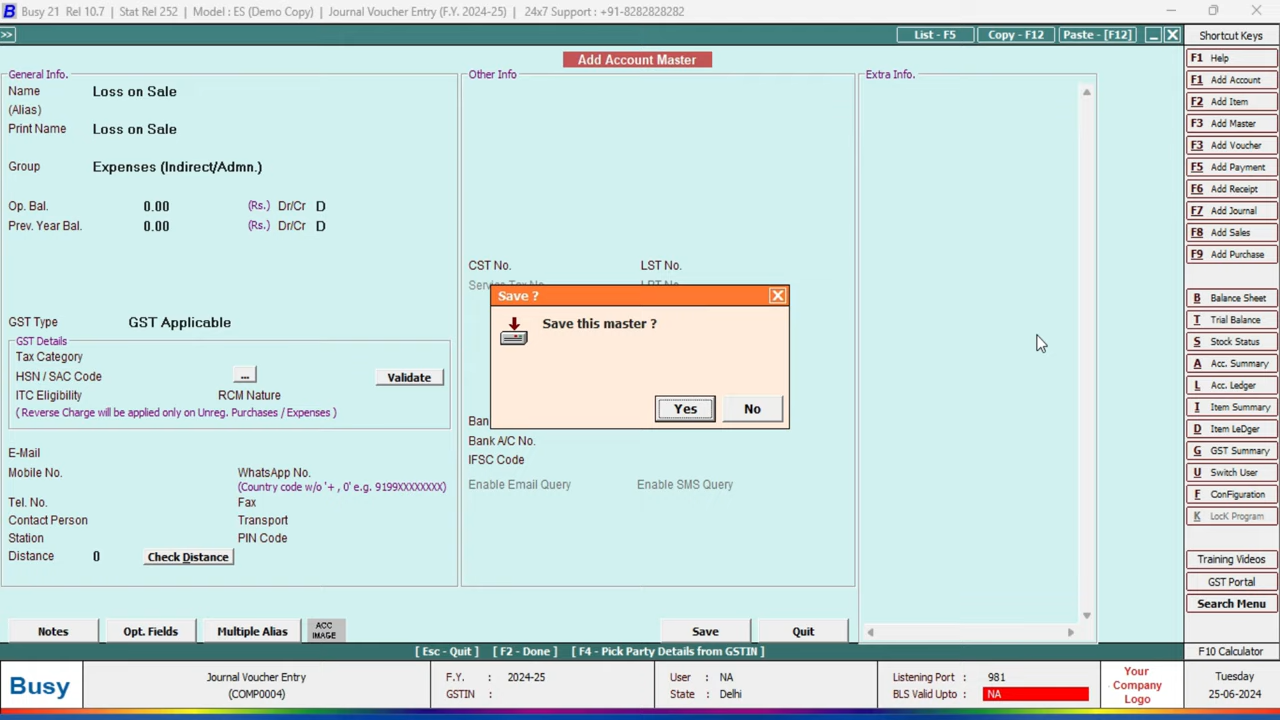 B Busy 21 Rel 10.7 | Stat Rel 252 | Model : ES (Demo Copy) | Journal Voucher Entry (F.Y. 2024-25) | 24x7 Support : +91-8282828282
>> List - F5 Copy - F12 Paste - [F12] Shortcut Keys
Add Account Master
General Info. Other Info Extra Info.
Name Loss on Sale
(Alias)
Print Name Loss on Sale
Group Expenses (Indirect/Admn.)
Op. Bal. 0.00 (Rs.) Dr/Cr D
Prev. Year Bal. 0.00 (Rs.) Dr/Cr D
GST Type GST Applicable
GST Details
Tax Category
HSN / SAC Code ... Validate
ITC Eligibility RCM Nature
( Reverse Charge will be applied only on Unreg. Purchases / Expenses )
E-Mail
Mobile No. WhatsApp No.
(Country code w/o '+ , 0' e.g. 9199XXXXXXXX)
Tel. No. Fax
Contact Person Transport
Station PIN Code
Distance 0 Check Distance
CST No. LST No.
Save ?
Save this master ?
Yes No
Bank A/C No.
IFSC Code
Enable Email Query Enable SMS Query
Notes Opt. Fields Multiple Alias ACC IMAGE Save Quit
[ Esc - Quit ] [ F2 - Done ] [ F4 - Pick Party Details from GSTIN ]
F1 Help
F1 Add Account
F2 Add Item
F3 Add Master
F3 Add Voucher
F5 Add Payment
F6 Add Receipt
F7 Add Journal
F8 Add Sales
F9 Add Purchase
B Balance Sheet
T Trial Balance
S Stock Status
A Acc. Summary
L Acc. Ledger
I Item Summary
D Item LeDger
G GST Summary
U Switch User
F ConFiguration
K LocK Program
Training Videos
GST Portal
Search Menu
F10 Calculator
Busy
Journal Voucher Entry
(COMP0004)
F.Y. : 2024-25
GSTIN :
User : NA
State : Delhi
Listening Port : 981
BLS Valid Upto : NA
Your
Company
Logo
Tuesday
25-06-2024